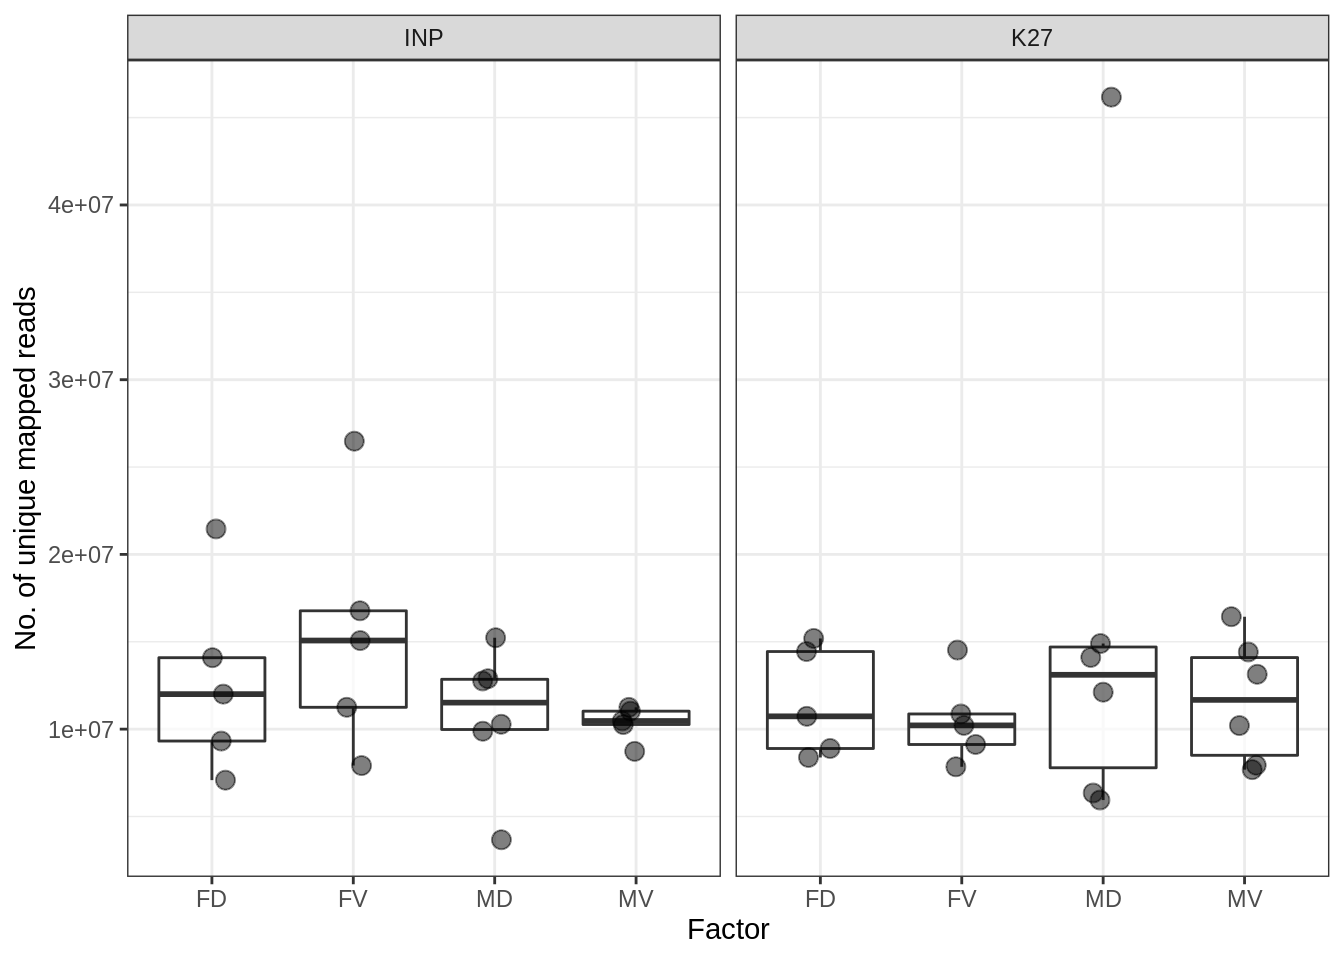 INP
K27
No. of unique mapped reads
4e+07
3e+07
2e+07
1e+07
FD FV MD MV
FD FV MD MV
Factor